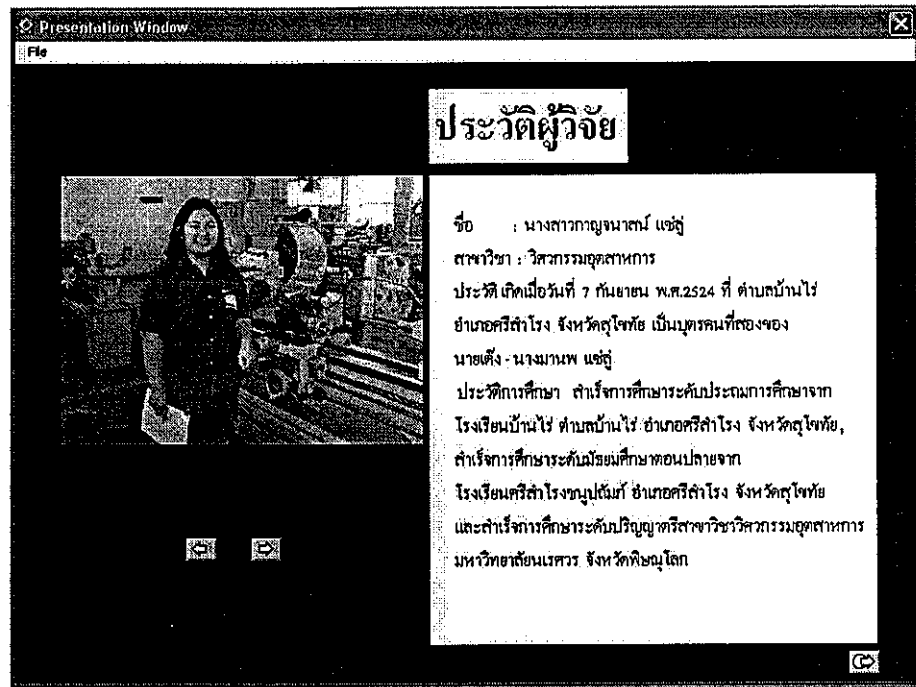 Presentation Window
File
ประวัติผู้วิจัย
ชื่อ : นางสาวกาญจนาสน์ แซ่ลู่
สาขาวิชา : วิศวกรรมอุตสาหการ
ประวัติ เกิดเมื่อวันที่ 7 กันยายน พ.ศ.2524 ที่ ตำบลบ้านไร่
อำเภอศรีสำโรง จังหวัดสุโขทัย เป็นบุตรคนที่สองของ
นายเต๊ง - นางมานพ แซ่ลู่
ประวัติการศึกษา สำเร็จการศึกษาระดับประถมการศึกษาจาก
โรงเรียนบ้านไร่ ตำบลบ้านไร่ อำเภอศรีสำโรง จังหวัดสุโขทัย,
สำเร็จการศึกษาระดับมัธยมศึกษาตอนปลายจาก
โรงเรียนศรีสำโรงชนูปถัมภ์ อำเภอศรีสำโรง จังหวัดสุโขทัย
และสำเร็จการศึกษาระดับปริญญาตรีสาขาวิชาวิศวกรรมอุตสาหการ
มหาวิทยาลัยนเรศวร จังหวัดพิษณุโลก